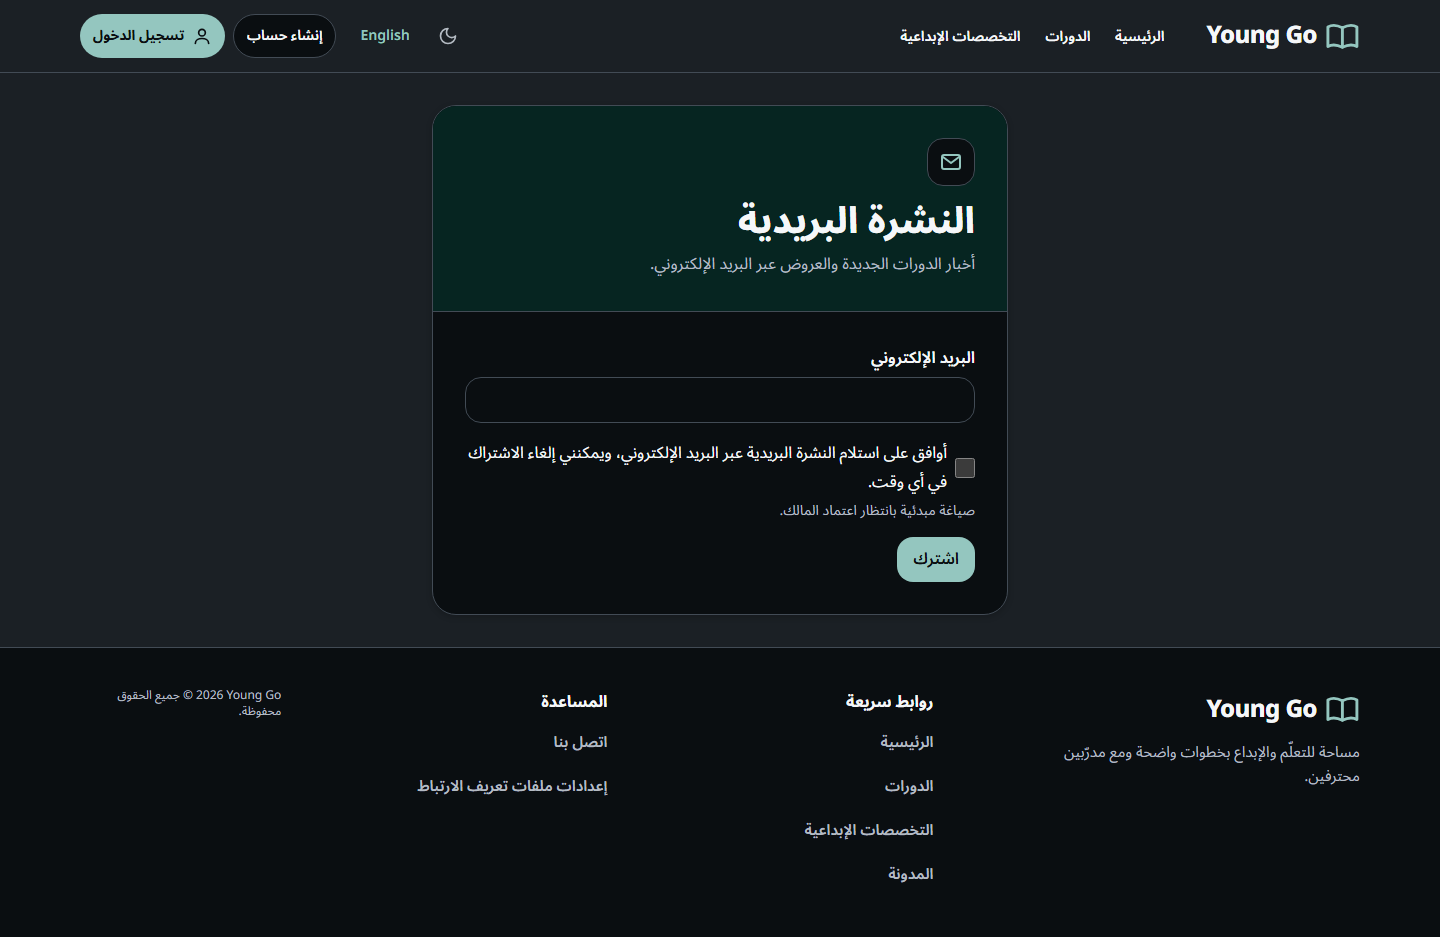 Young Go
الرئيسية
الدورات
التخصصات الإبداعية
English
إنشاء حساب
تسجيل الدخول
النشرة البريدية
أخبار الدورات الجديدة والعروض عبر البريد الإلكتروني.
البريد الإلكتروني
أوافق على استلام النشرة البريدية عبر البريد الإلكتروني، ويمكنني إلغاء الاشتراك
في أي وقت.
صياغة مبدئية بانتظار اعتماد المالك.
اشترك
Young Go
مساحة للتعلّم والإبداع بخطوات واضحة ومع مدرّبين
محترفين.
روابط سريعة
الرئيسية
الدورات
التخصصات الإبداعية
المدونة
المساعدة
اتصل بنا
إعدادات ملفات تعريف الارتباط
Young Go 2026 © جميع الحقوق
محفوظة.